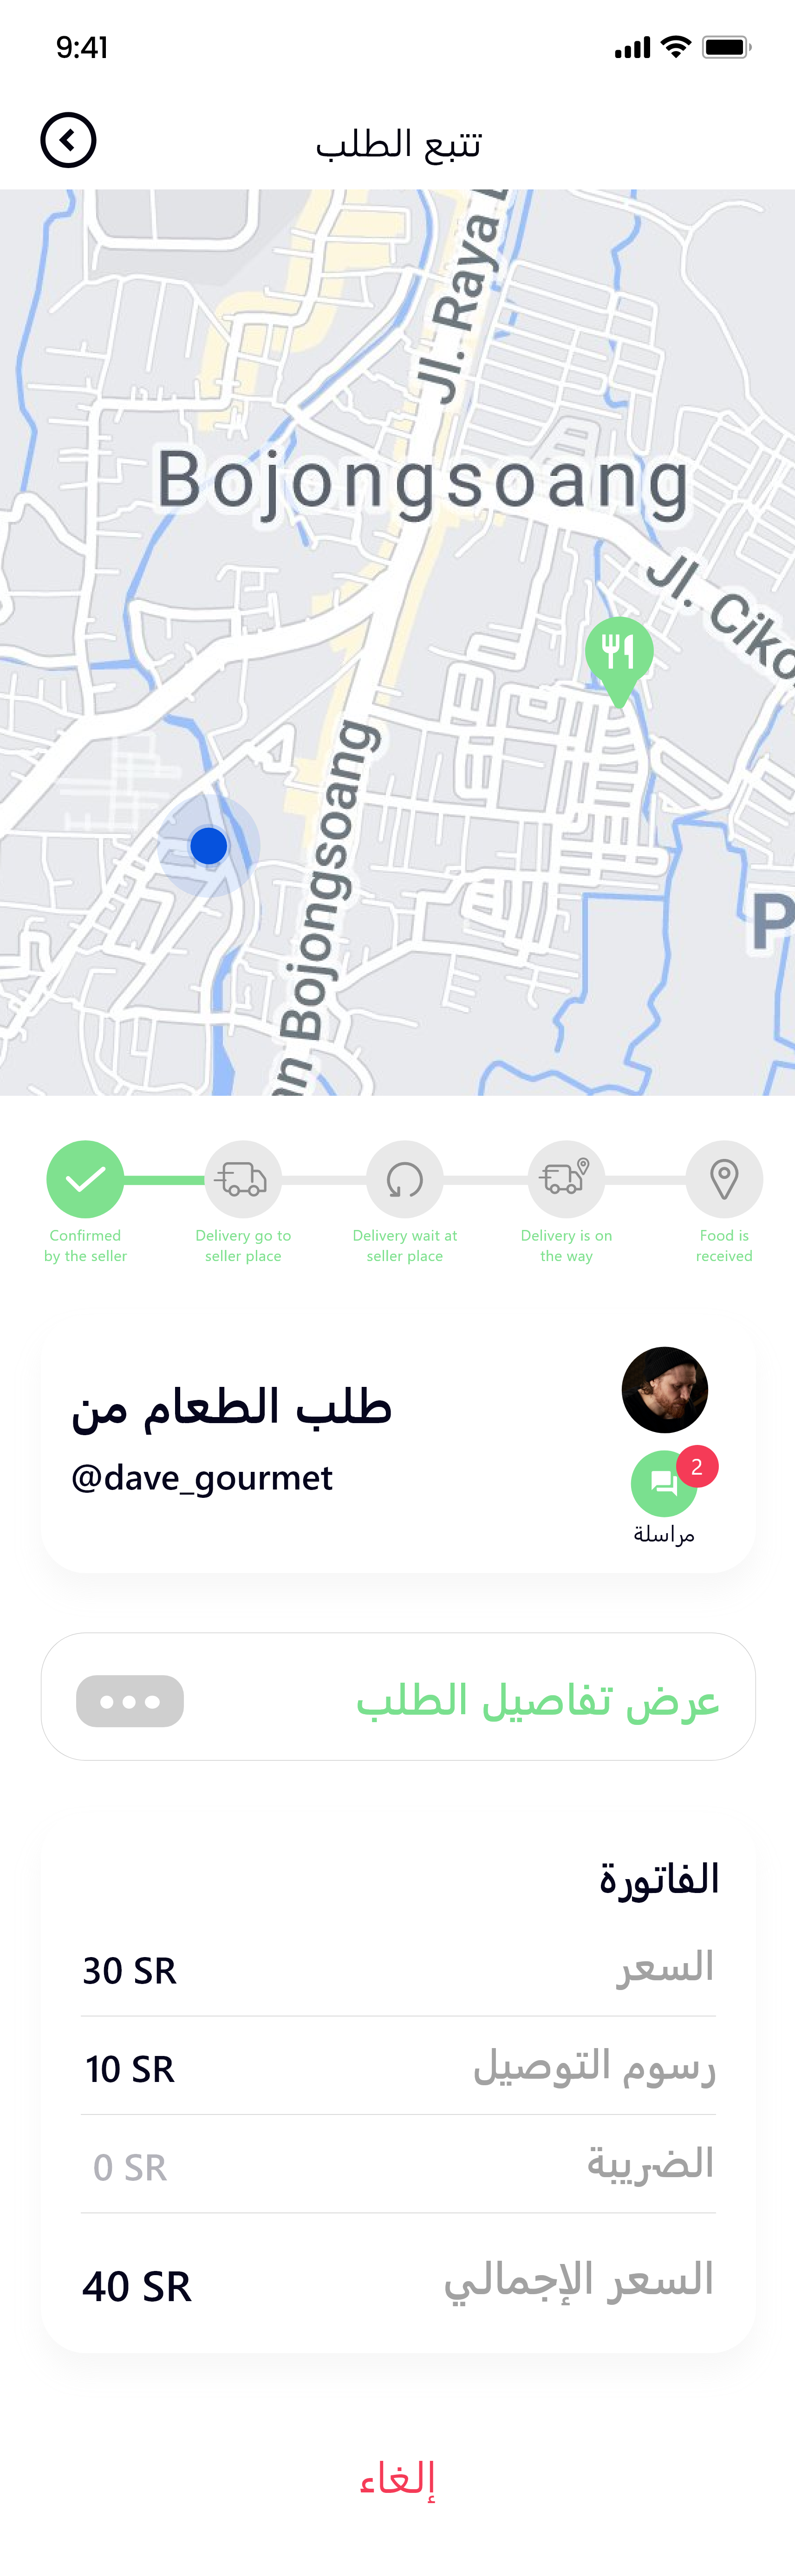 9:41
تتبع الطلب
Jl. Raya
Bojongsoang
Jl. Ciko
Bojongsoang
P
Confirmed
by the seller
Delivery go to
seller place
Delivery wait at
seller place
Delivery is on
the way
Food is
received
طلب الطعام من
@dave_gourmet
2
مراسلة
عرض تفاصيل الطلب
الفاتورة
السعر 30 SR
رسوم التوصيل 10 SR
الضريبة 0 SR
السعر الإجمالي 40 SR
إلغاء